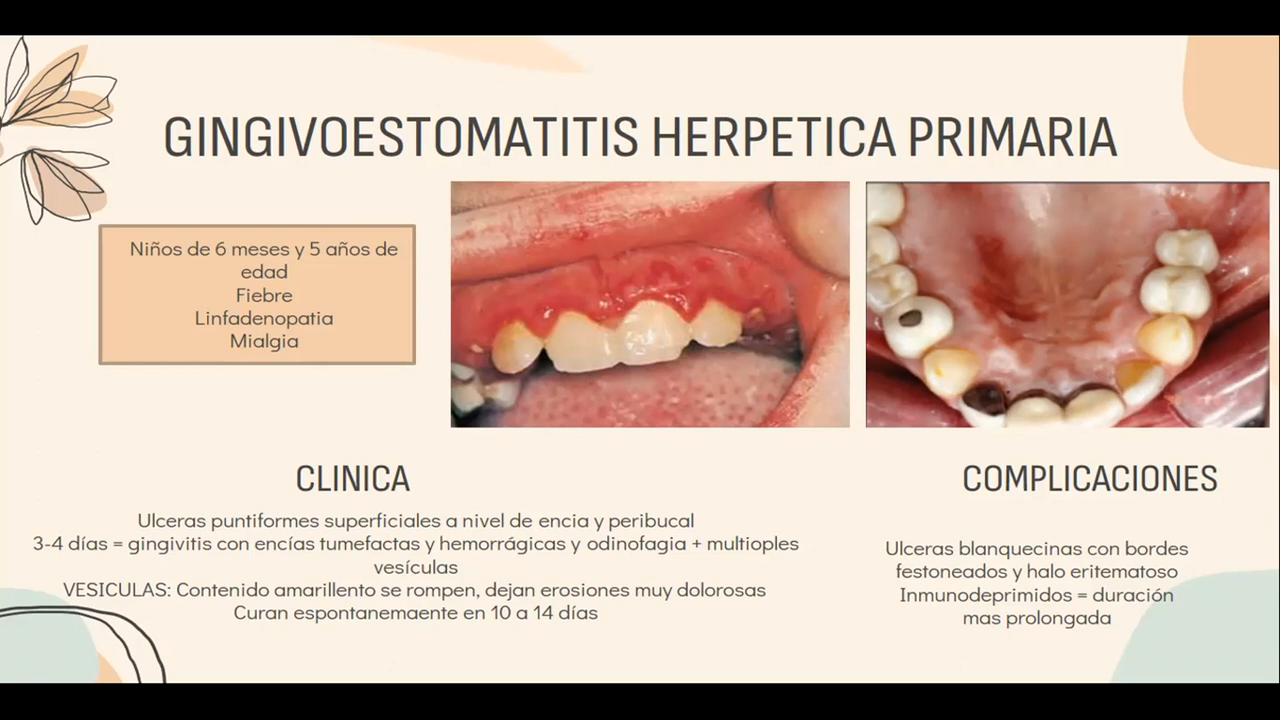 GINGIVOESTOMATITIS HERPETICA PRIMARIA
Niños de 6 meses y 5 años de
edad
Fiebre
Linfadenopatia
Mialgia
CLINICA
Ulceras puntiformes superficiales a nivel de encia y peribucal
3-4 días = gingivitis con encías tumefactas y hemorrágicas y odinofagia + multioples
vesículas
VESICULAS: Contenido amarillento se rompen, dejan erosiones muy dolorosas
Curan espontanemaente en 10 a 14 días
COMPLICACIONES
Ulceras blanquecinas con bordes
festoneados y halo eritematoso
Inmunodeprimidos = duración
mas prolongada